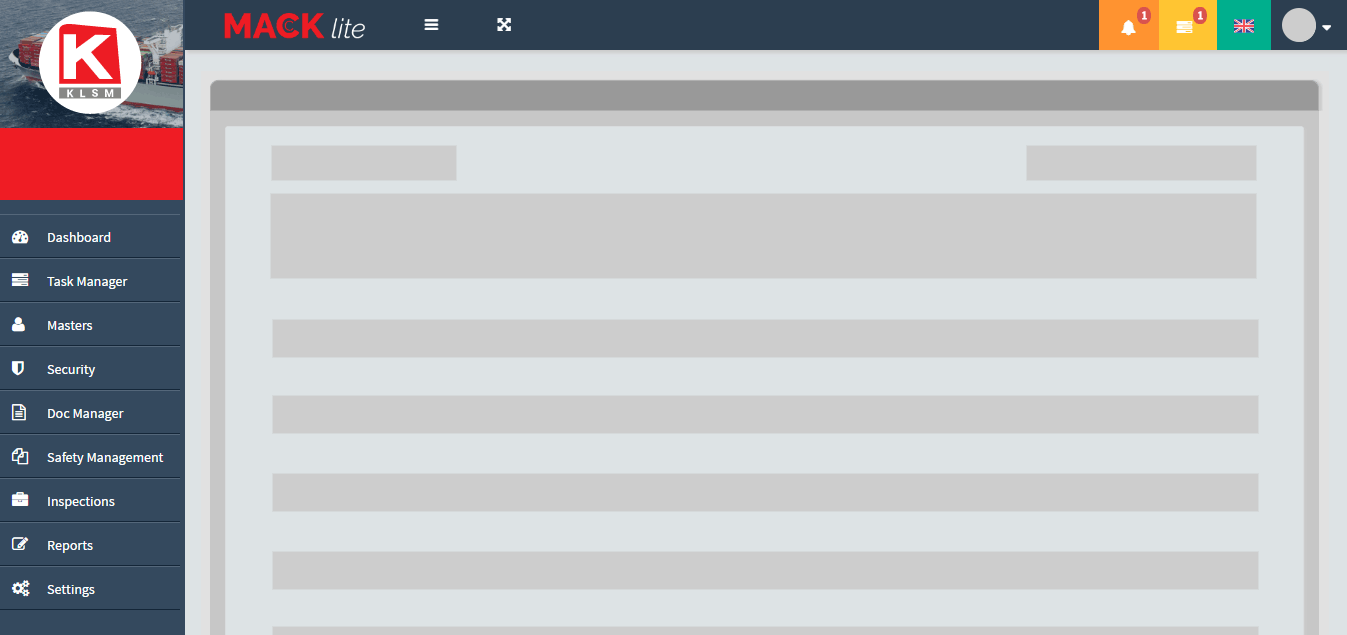 KLSM
MACK lite
1
1
Dashboard
Task Manager
Masters
Security
Doc Manager
Safety Management
Inspections
Reports
Settings